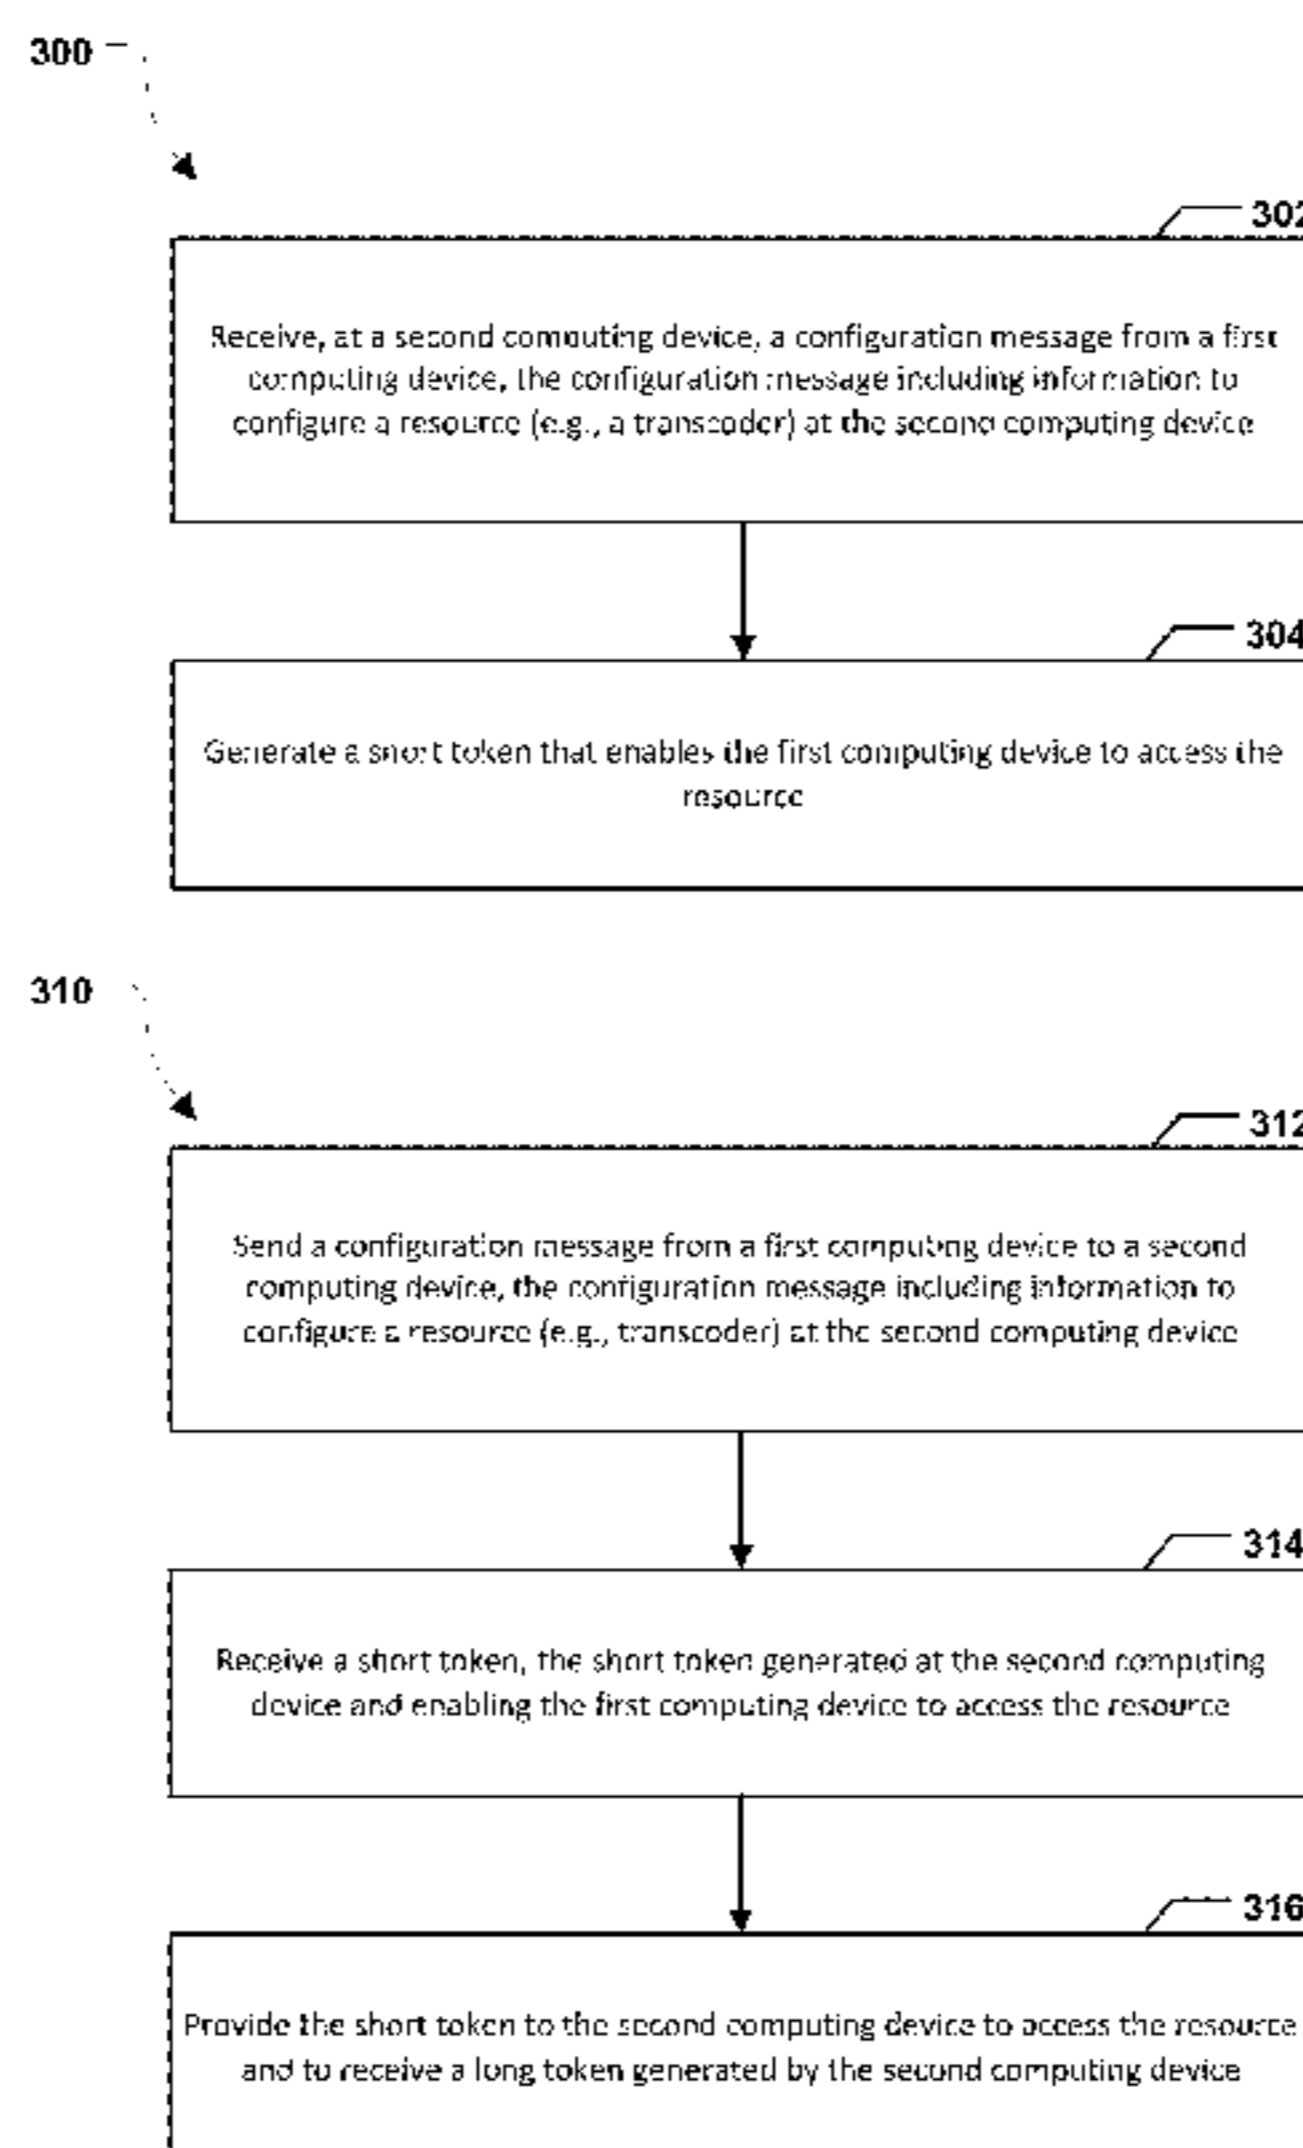 300
302
Receive, at a second computing device, a configuration message from a first
computing device, the configuration message including information to
configure a resource (e.g., a transcoder) at the second computing device
304
Generate a short token that enables the first computing device to access the
resource
310
312
Send a configuration message from a first computing device to a second
computing device, the configuration message including information to
configure a resource (e.g., transcoder) at the second computing device
314
Receive a short token, the short token generated at the second computing
device and enabling the first computing device to access the resource
316
Provide the short token to the second computing device to access the resource
and to receive a long token generated by the second computing device